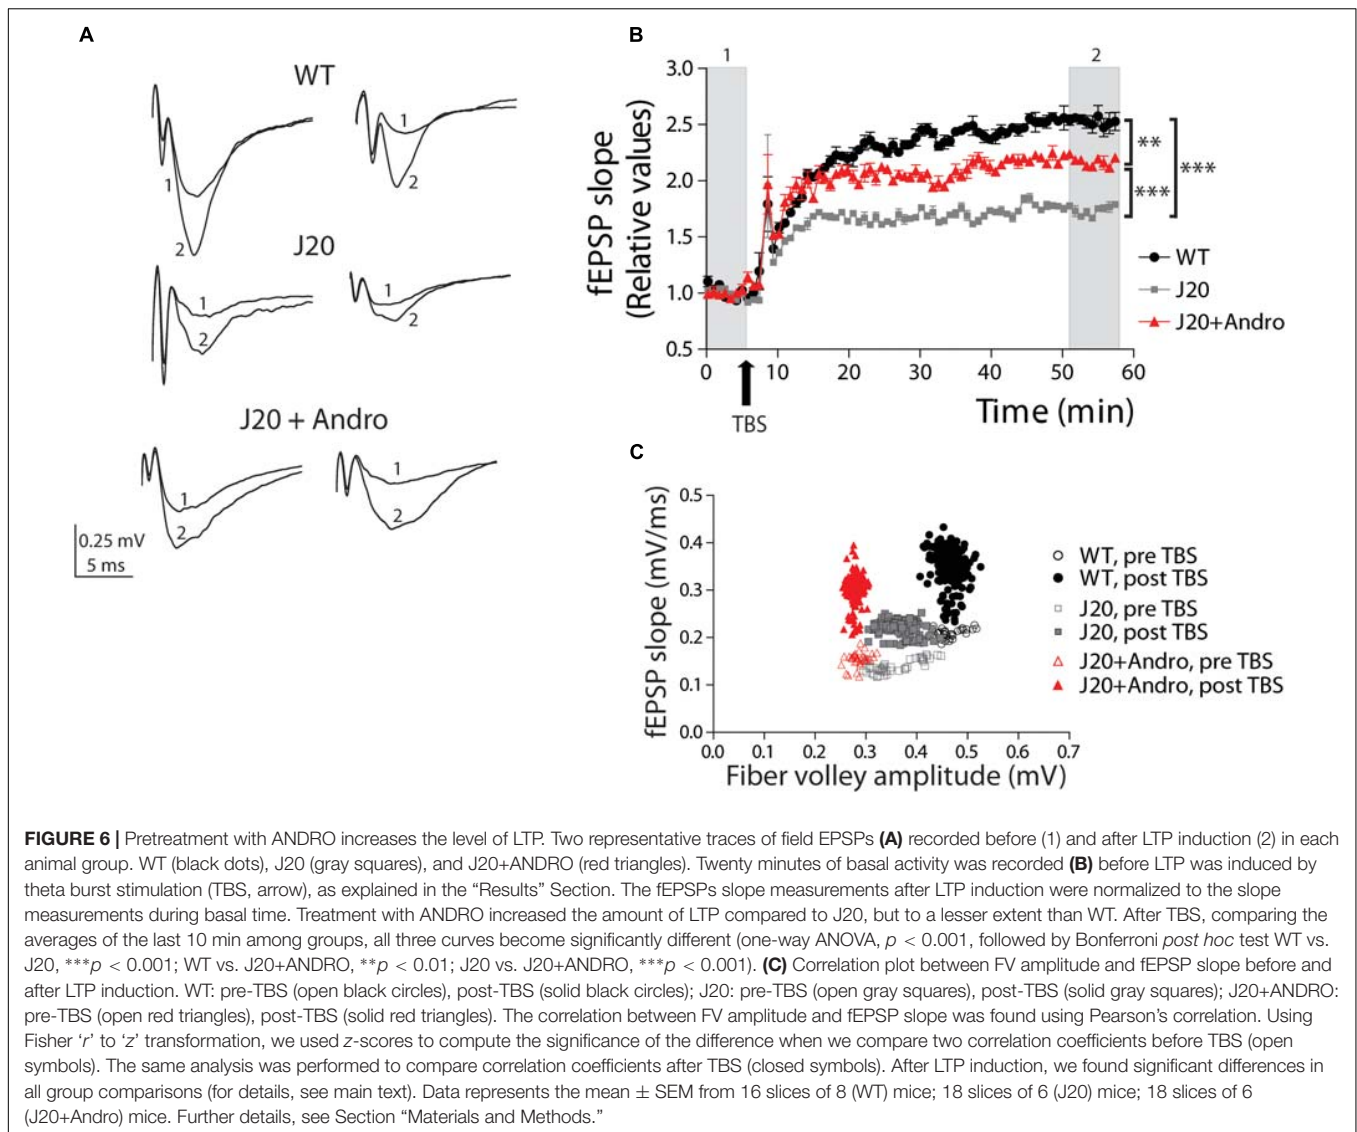 A
WT
1
2
1
2
J20
1
2
1
2
J20 + Andro
1
2
1
2
0.25 mV
5 ms
B
1
2
3.0
2.5
2.0
1.5
1.0
0.5
fEPSP slope
(Relative values)
**
***
***
WT
J20
J20+Andro
0
10
20
30
40
50
60
TBS
Time (min)
C
0.5
0.4
0.3
0.2
0.1
0.0
fEPSP slope (mV/ms)
WT, pre TBS
WT, post TBS
J20, pre TBS
J20, post TBS
J20+Andro, pre TBS
J20+Andro, post TBS
0.0
0.1
0.2
0.3
0.4
0.5
0.6
0.7
Fiber volley amplitude (mV)
FIGURE 6 | Pretreatment with ANDRO increases the level of LTP. Two representative traces of field EPSPs (A) recorded before (1) and after LTP induction (2) in each
animal group. WT (black dots), J20 (gray squares), and J20+ANDRO (red triangles). Twenty minutes of basal activity was recorded (B) before LTP was induced by
theta burst stimulation (TBS, arrow), as explained in the “Results” Section. The fEPSPs slope measurements after LTP induction were normalized to the slope
measurements during basal time. Treatment with ANDRO increased the amount of LTP compared to J20, but to a lesser extent than WT. After TBS, comparing the
averages of the last 10 min among groups, all three curves become significantly different (one-way ANOVA, p < 0.001, followed by Bonferroni post hoc test WT vs.
J20, ***p < 0.001; WT vs. J20+ANDRO, **p < 0.01; J20 vs. J20+ANDRO, ***p < 0.001). (C) Correlation plot between FV amplitude and fEPSP slope before and
after LTP induction. WT: pre-TBS (open black circles), post-TBS (solid black circles); J20: pre-TBS (open gray squares), post-TBS (solid gray squares); J20+ANDRO:
pre-TBS (open red triangles), post-TBS (solid red triangles). The correlation between FV amplitude and fEPSP slope was found using Pearson’s correlation. Using
Fisher ‘r’ to ‘z’ transformation, we used z-scores to compute the significance of the difference when we compare two correlation coefficients before TBS (open
symbols). The same analysis was performed to compare correlation coefficients after TBS (closed symbols). After LTP induction, we found significant differences in
all group comparisons (for details, see main text). Data represents the mean ± SEM from 16 slices of 8 (WT) mice; 18 slices of 6 (J20) mice; 18 slices of 6
(J20+Andro) mice. Further details, see Section “Materials and Methods.”